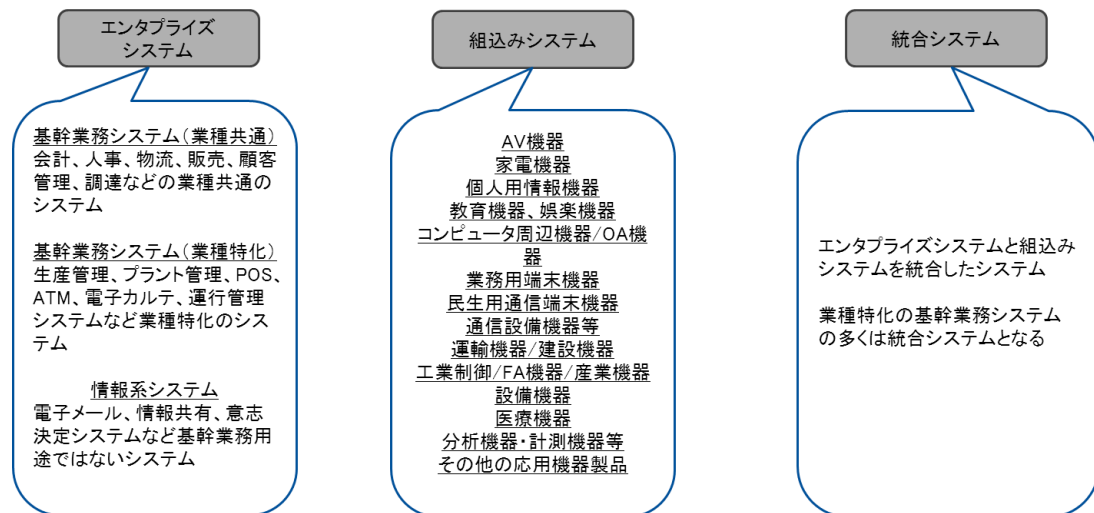 エンタプライズ
システム
基幹業務システム（業種共通）
会計、人事、物流、販売、顧客
管理、調達などの業種共通の
システム
基幹業務システム（業種特化）
生産管理、プラント管理、POS、
ATM、電子カルテ、運行管理
システムなど業種特化のシス
テム
情報系システム
電子メール、情報共有、意志
決定システムなど基幹業務用
途ではないシステム
組込みシステム
AV機器
家電機器
個人用情報機器
教育機器、娯楽機器
コンピュータ周辺機器/OA機
器
業務用端末機器
民生用通信端末機器
通信設備機器等
運輸機器/建設機器
工業制御/FA機器/産業機器
設備機器
医療機器
分析機器・計測機器等
その他の応用機器製品
統合システム
エンタプライズシステムと組込み
システムを統合したシステム
業種特化の基幹業務システム
の多くは統合システムとなる